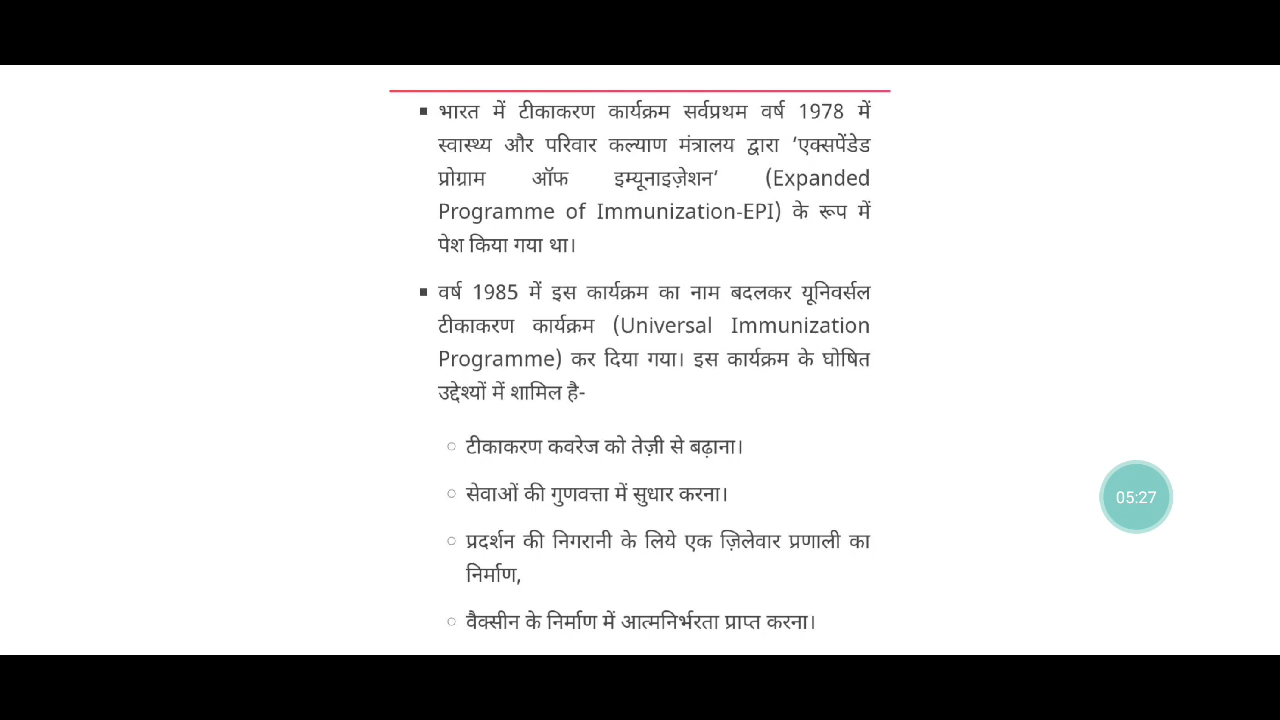 ▪ भारत में टीकाकरण कार्यक्रम सर्वप्रथम वर्ष 1978 में
स्वास्थ्य और परिवार कल्याण मंत्रालय द्वारा ‘एक्सपेंडेड
प्रोग्राम ऑफ इम्यूनाइज़ेशन’ (Expanded
Programme of Immunization-EPI) के रूप में
पेश किया गया था।
▪ वर्ष 1985 में इस कार्यक्रम का नाम बदलकर यूनिवर्सल
टीकाकरण कार्यक्रम (Universal Immunization
Programme) कर दिया गया। इस कार्यक्रम के घोषित
उद्देश्यों में शामिल है-
○ टीकाकरण कवरेज को तेज़ी से बढ़ाना।
○ सेवाओं की गुणवत्ता में सुधार करना।
○ प्रदर्शन की निगरानी के लिये एक ज़िलेवार प्रणाली का
निर्माण,
○ वैक्सीन के निर्माण में आत्मनिर्भरता प्राप्त करना।
05:27